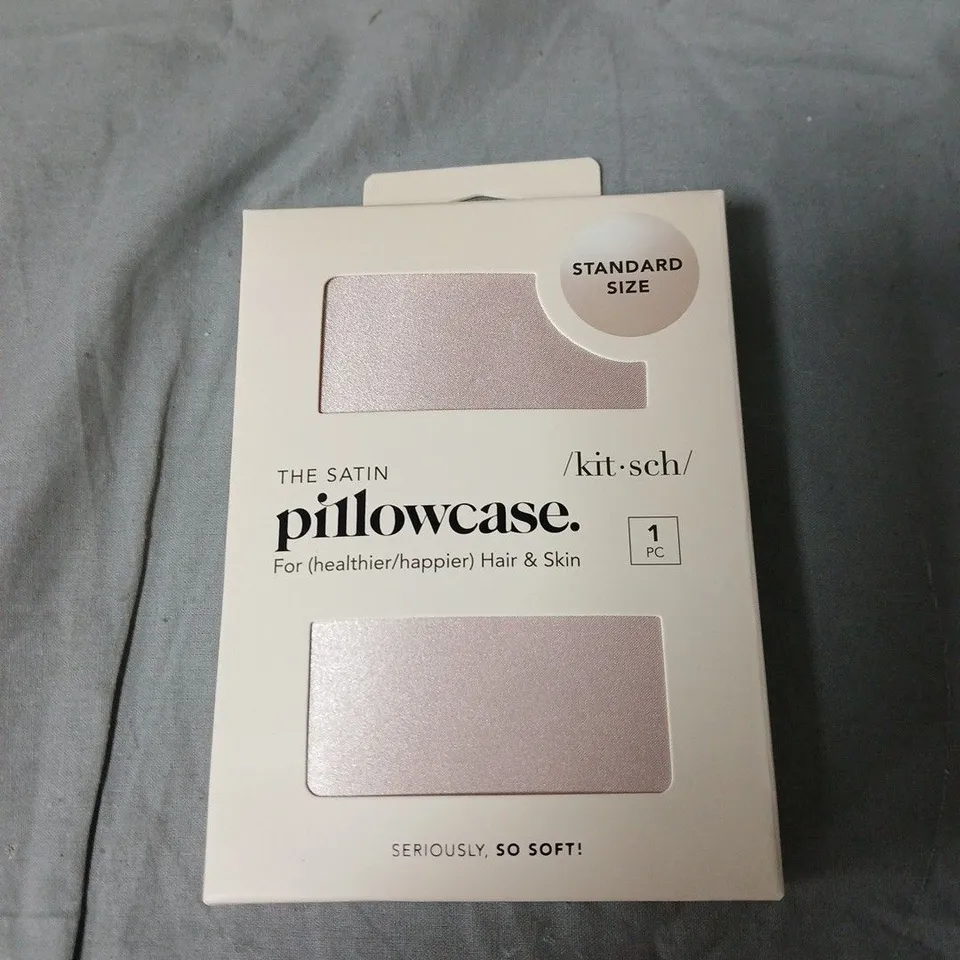 STANDARD
SIZE
THE SATIN
/kit·sch/
pillowcase.
1
PC
For (healthier/happier) Hair & Skin
SERIOUSLY, SO SOFT!